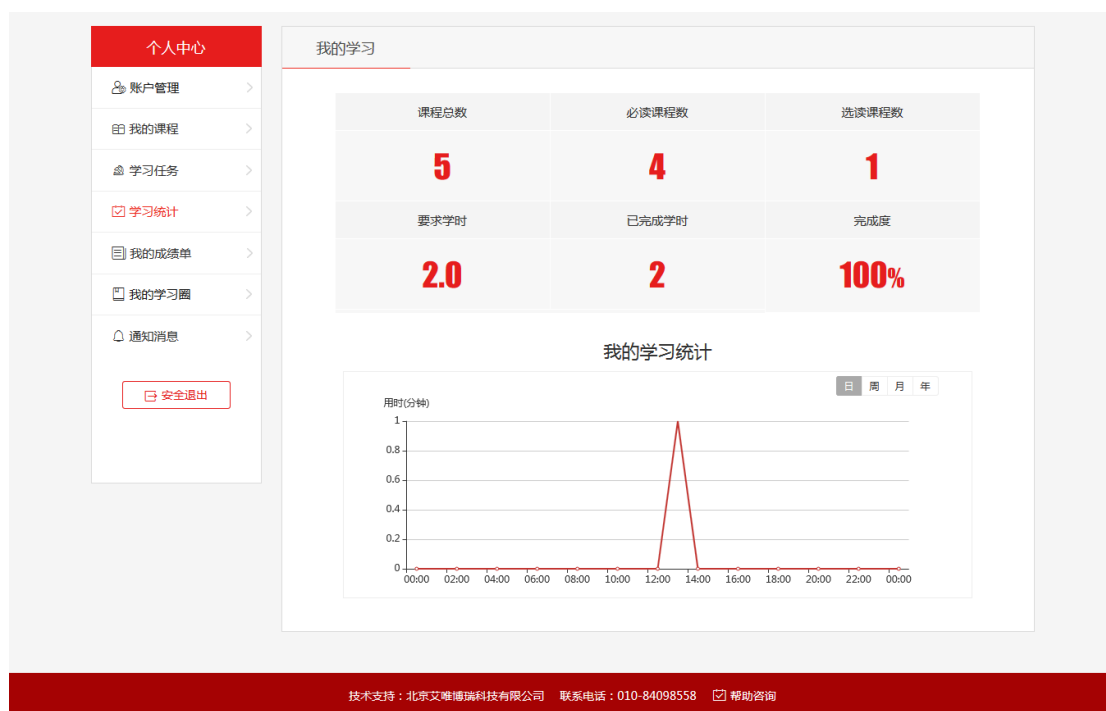 个人中心
账户管理
我的课程
学习任务
学习统计
我的成绩单
我的学习圈
通知消息
安全退出
我的学习
课程总数 必读课程数 选读课程数
5 4 1
要求学时 已完成学时 完成度
2.0 2 100%
我的学习统计
日 周 月 年
用时(分钟)
1
0.8
0.6
0.4
0.2
0
00:00 02:00 04:00 06:00 08:00 10:00 12:00 14:00 16:00 18:00 20:00 22:00 00:00
技术支持：北京艾唯博瑞科技有限公司 联系电话：010-84098558 帮助咨询